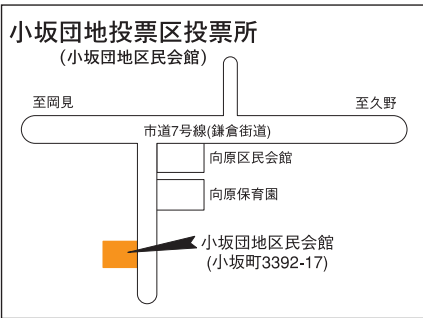 小坂団地投票区投票所
(小坂団地区民会館)
至岡見
至久野
市道7号線(鎌倉街道)
向原区民会館
向原保育園
小坂団地区民会館
(小坂町3392-17)